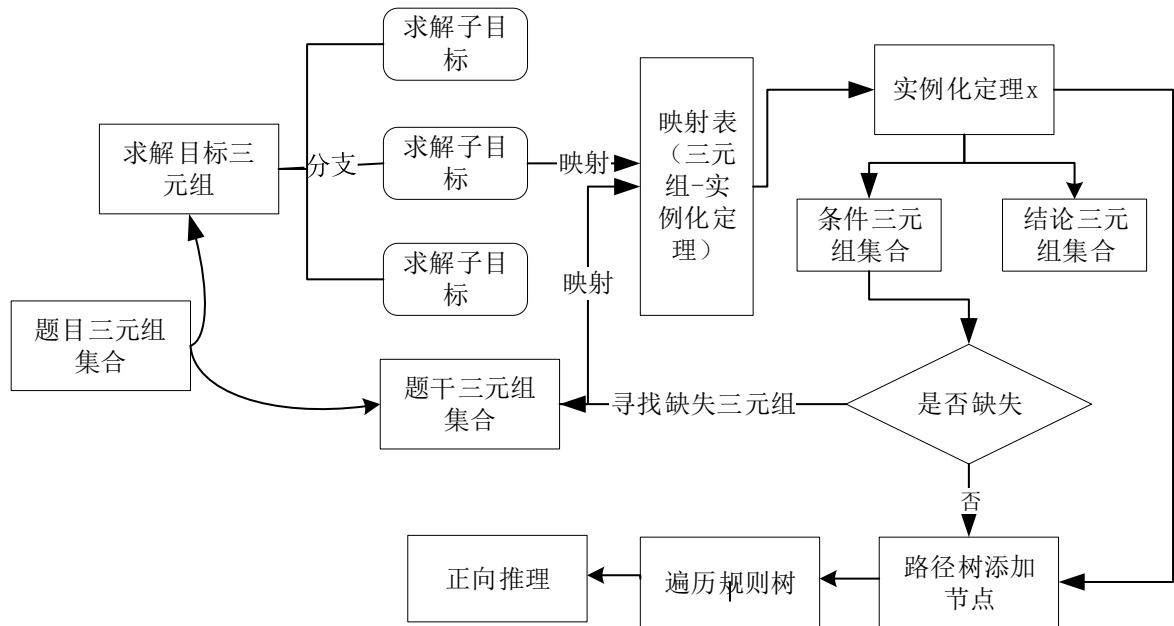 求解子目
标
求解目标三
元组
分支
求解子目
标
映射
映射表
（三元
组-实
例化定
理）
实例化定理x
条件三元
组集合
结论三元
组集合
求解子目
标
映射
题目三元组
集合
题干三元组
集合
寻找缺失三元组
是否缺失
否
正向推理
遍历规则树
路径树添加
节点